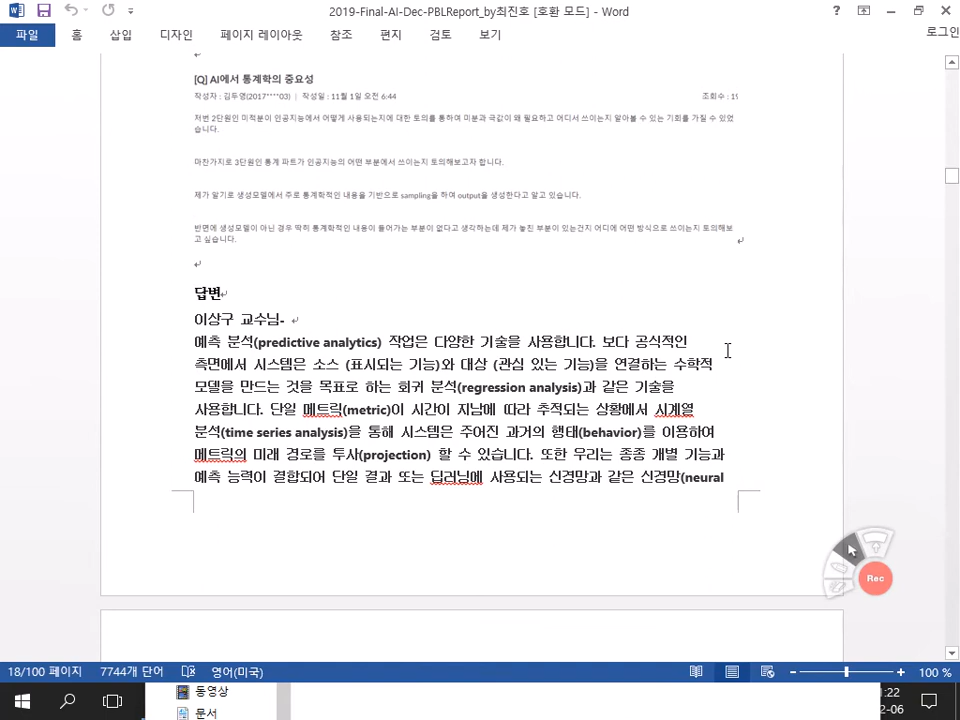 2019-Final-AI-Dec-PBLReport_by최진호 [호환 모드] - Word
로그인
파일 홈 삽입 디자인 페이지 레이아웃 참조 편지 검토 보기
[Q] AI에서 통계학의 중요성
작성자 : 김두영(2017****03) | 작성일 : 11월 1일 오전 6:44 조회수 : 19
저번 2단원인 미적분이 인공지능에서 어떻게 사용되는지에 대한 토의를 통하여 미분과 극값이 왜 필요하고 어디서 쓰이는지 알아볼 수 있는 기회를 가질 수 있었
습니다.
마찬가지로 3단원인 통계 파트가 인공지능의 어떤 부분에서 쓰이는지 토의해보고자 합니다.
제가 알기로 생성모델에서 주로 통계학적인 내용을 기반으로 sampling을 하여 output을 생성한다고 알고 있습니다.
반면에 생성모델이 아닌 경우 딱히 통계학적인 내용이 들어가는 부분이 없다고 생각하는데 제가 놓친 부분이 있는건지 어디에 어떤 방식으로 쓰이는지 토의해보
고 싶습니다.
답변
이상구 교수님-
예측 분석(predictive analytics) 작업은 다양한 기술을 사용합니다. 보다 공식적인
측면에서 시스템은 소스 (표시되는 기능)와 대상 (관심 있는 기능)을 연결하는 수학적
모델을 만드는 것을 목표로 하는 회귀 분석(regression analysis)과 같은 기술을
사용합니다. 단일 메트릭(metric)이 시간이 지남에 따라 추적되는 상황에서 시계열
분석(time series analysis)을 통해 시스템은 주어진 과거의 행태(behavior)를 이용하여
메트릭의 미래 경로를 투사(projection) 할 수 있습니다. 또한 우리는 종종 개별 기능과
예측 능력이 결합되어 단일 결과 또는 딥러닝에 사용되는 신경망과 같은 신경망(neural
Rec
18/100 페이지 7744개 단어 영어(미국) 100 %
동영상
문서
1:22
2-06